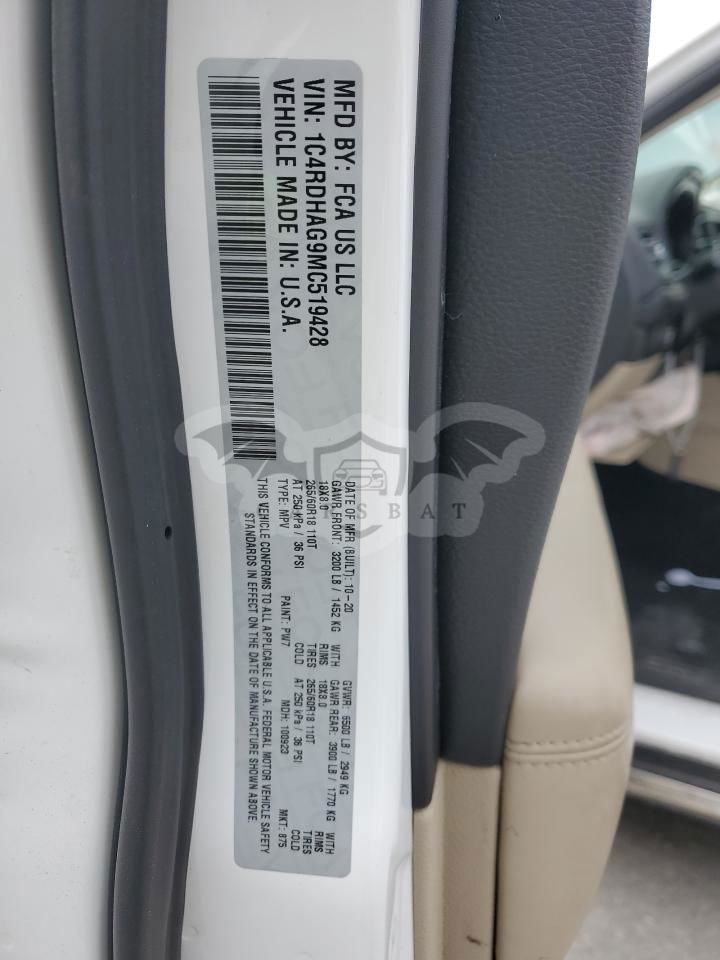 MFD BY: FCA US LLC
VIN: 1C4RDHAG9MC519428
VEHICLE MADE IN: U.S.A.
DATE OF MFR (BUILT): 10-20 GVWR: 6500 LB / 2949 KG
GAWR FRONT: 3200 LB / 1452 KG WITH GAWR REAR: 3900 LB / 1770 KG WITH
18X8.0 RIMS 18X8.0 RIMS
265/60R18 110T TIRES 265/60R18 110T TIRES
AT 250 kPa / 36 PSI COLD AT 250 kPa / 36 PSI COLD
TYPE: MPV PAINT: PW7 MDH: 100923 MKT: 875
THIS VEHICLE CONFORMS TO ALL APPLICABLE U.S.A. FEDERAL MOTOR VEHICLE SAFETY
STANDARDS IN EFFECT ON THE DATE OF MANUFACTURE SHOWN ABOVE.